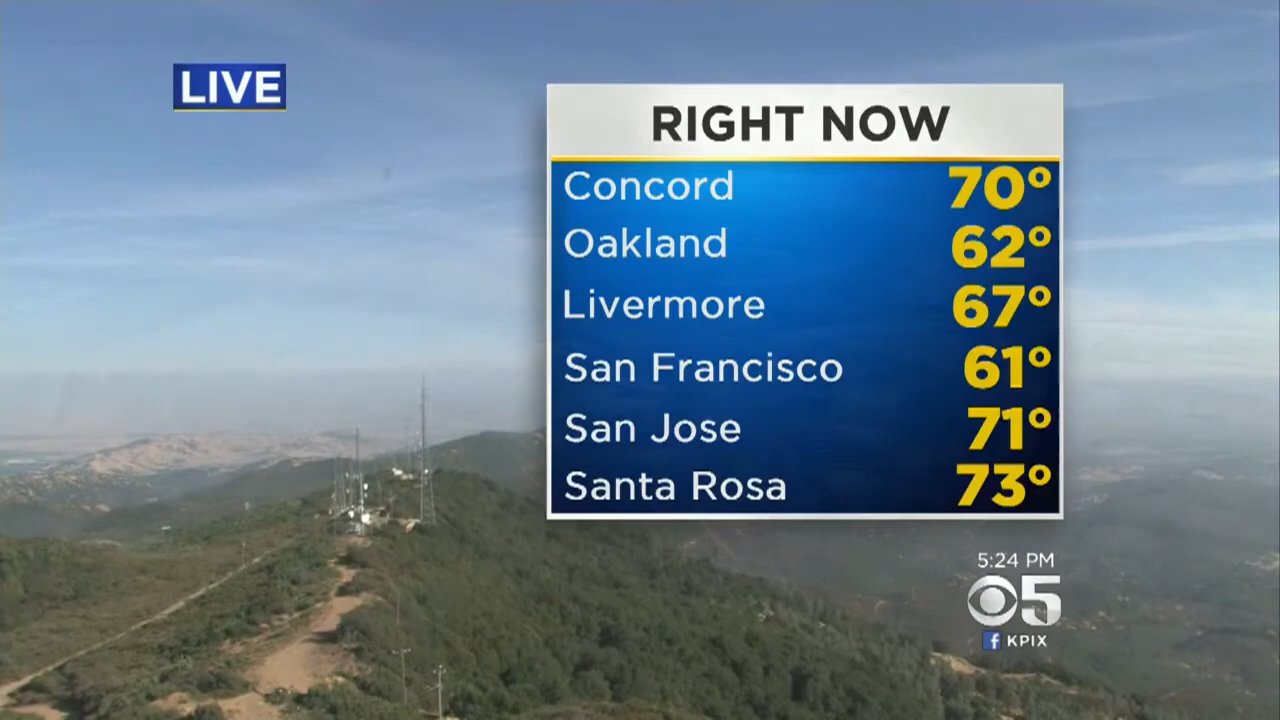 LIVE
RIGHT NOW
Concord 70°
Oakland 62°
Livermore 67°
San Francisco 61°
San Jose 71°
Santa Rosa 73°
5:24 PM
5
f KPIX